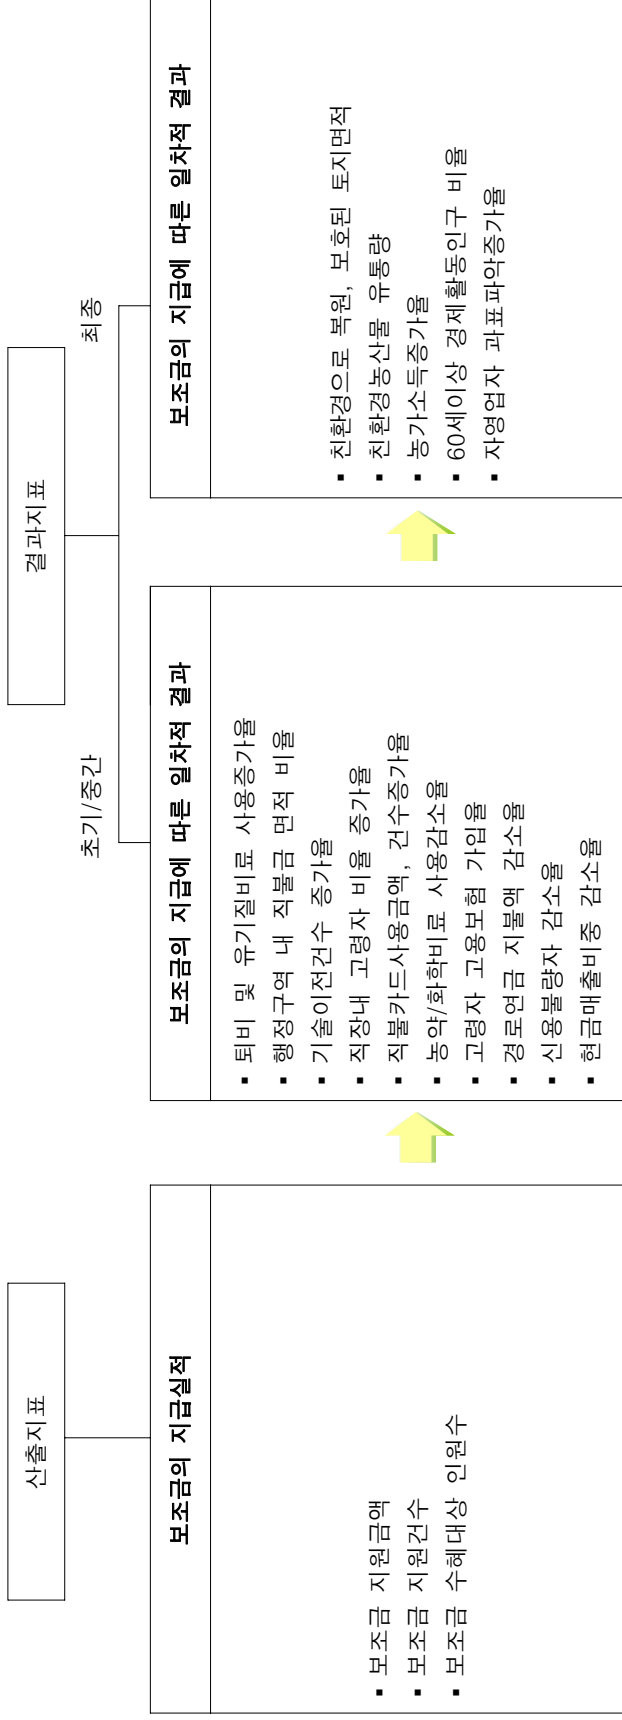 산출지표
결과지표
초기/중간
최종
보조금의 지급실적
▪ 보조금 지원금액
▪ 보조금 지원건수
▪ 보조금 수혜대상 인원수
보조금의 지급에 따른 일차적 결과
▪ 퇴비 및 유기질비료 사용증가율
▪ 행정구역 내 직불금 면적 비율
▪ 기술이전건수 증가율
▪ 직장내 고령자 비율 증가율
▪ 직불카드사용금액, 건수증가율
▪ 농약/화학비료 사용감소율
▪ 고령자 고용보험 가입율
▪ 경로연금 지불액 감소율
▪ 신용불량자 감소율
▪ 현금매출비중 감소율
보조금의 지급에 따른 일차적 결과
▪ 친환경으로 복원, 보호된 토지면적
▪ 친환경농산물 유통량
▪ 농가소득증가율
▪ 60세이상 경제활동인구 비율
▪ 자영업자 과표파악증가율